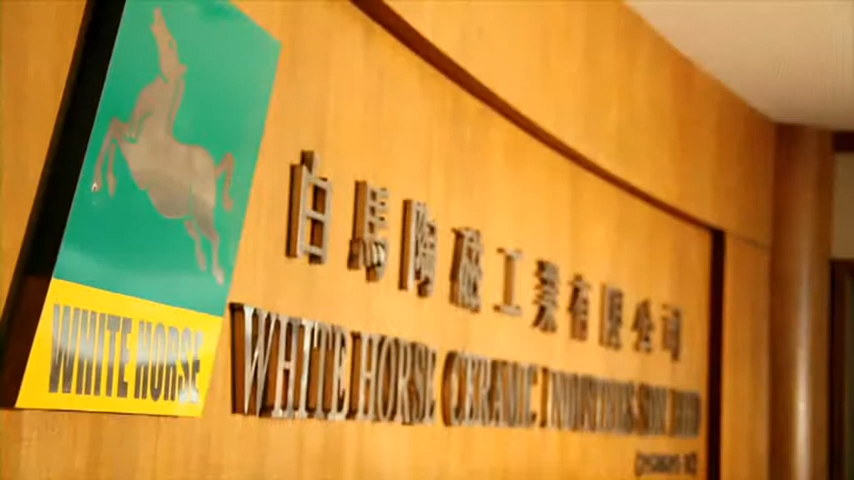 WHITE HORSE
白馬陶磁工業有限公司
WHITE HORSE CERAMIC INDUSTRIES SDN BHD